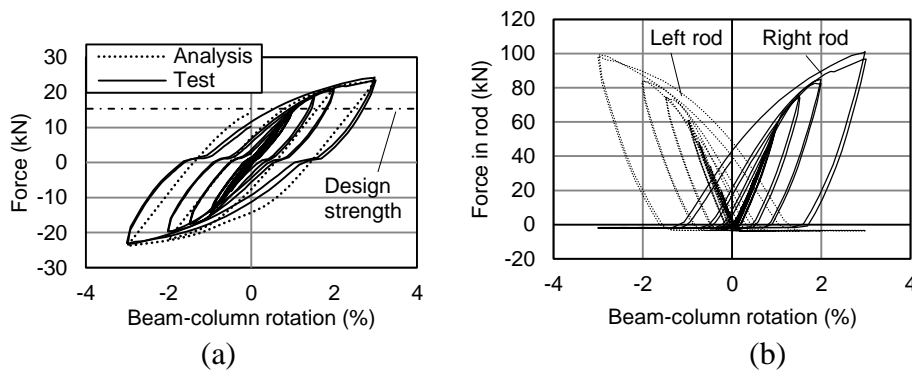 Analysis
Test
Design
strength
30
20
10
0
-10
-20
-30
Force (kN)
-4 -2 0 2 4
Beam-column rotation (%)
(a)
Left rod Right rod
120
100
80
60
40
20
0
-20
Force in rod (kN)
-4 -2 0 2 4
Beam-column rotation (%)
(b)